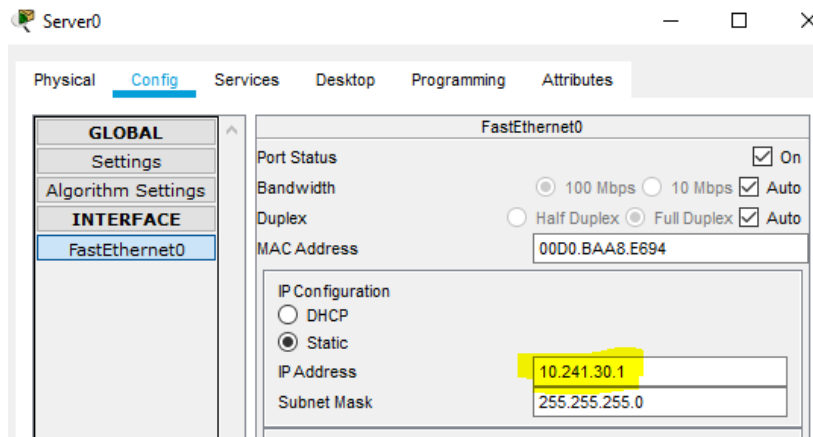 Server0
Physical Config Services Desktop Programming Attributes
GLOBAL
Settings
Algorithm Settings
INTERFACE
FastEthernet0
FastEthernet0
Port Status On
Bandwidth 100 Mbps 10 Mbps Auto
Duplex Half Duplex Full Duplex Auto
MAC Address 00D0.BAA8.E694
IP Configuration
DHCP
Static
IP Address 10.241.30.1
Subnet Mask 255.255.255.0